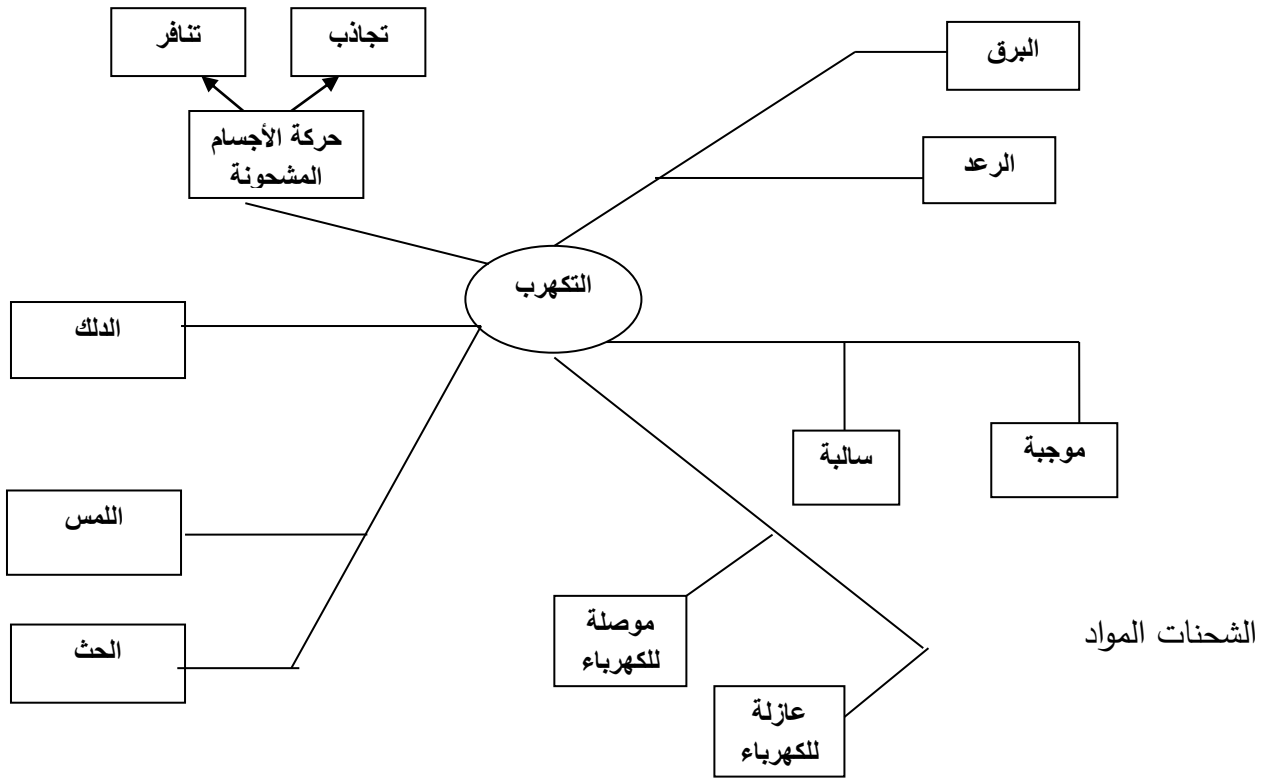 تجاذب
تنافر
حركة الأجسام
المشحونة
البرق
الرعد
التكهرب
الدلك
اللمس
الحث
موجبة
سالبة
موصلة
للكهرباء
عازلة
للكهرباء
الشحنات المواد